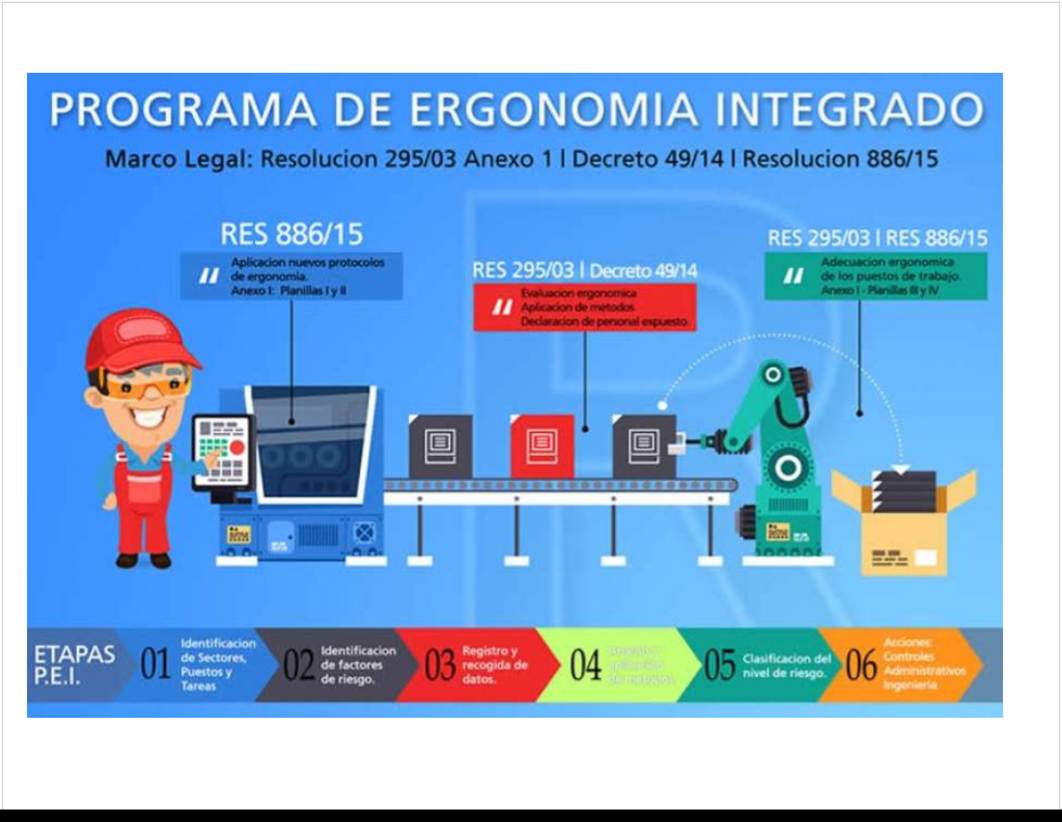 PROGRAMA DE ERGONOMIA INTEGRADO
Marco Legal: Resolucion 295/03 Anexo 1 | Decreto 49/14 | Resolucion 886/15
RES 886/15
Aplicacion nuevos protocolos
de ergonomia.
Anexo I: Planillas I y II
RES 295/03 | Decreto 49/14
Evaluacion ergonomica
Aplicacion de metodos
Declaracion de personal expuesto.
RES 295/03 | RES 886/15
Adecuacion ergonomica
de los puestos de trabajo.
Anexo I - Planillas III y IV
ETAPAS
P.E.I.
01
Identificacion
de Sectores,
Puestos y
Tareas
02
Identificacion
de factores
de riesgo.
03
Registro y
recogida de
datos.
04
05
Clasificacion del
nivel de riesgo.
06
Acciones:
Controles
Administrativos
Ingenieria